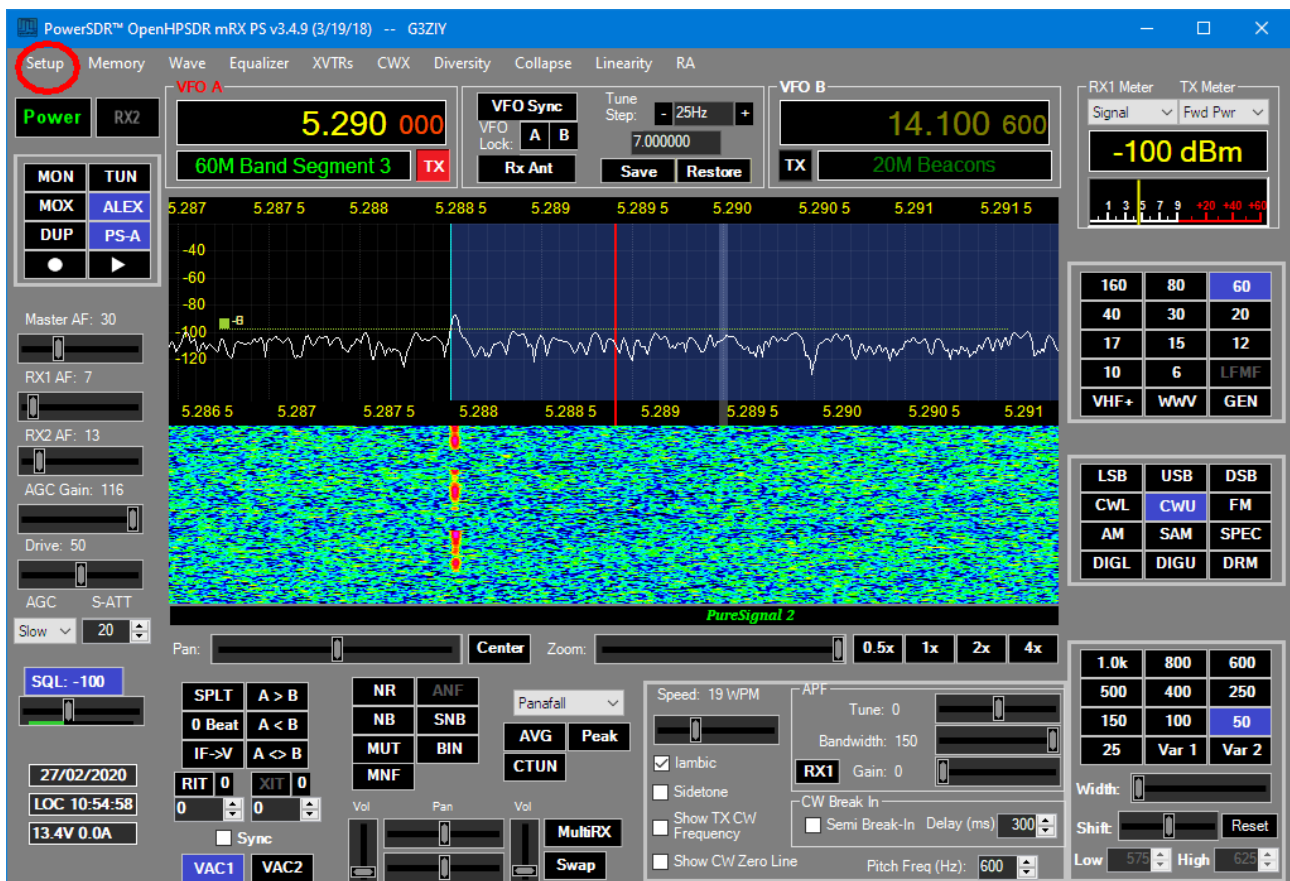 PowerSDR™ OpenHPSDR mRX PS v3.4.9 (3/19/18) -- G3ZIY
Setup Memory Wave Equalizer XVTRs CWX Diversity Collapse Linearity RA
Power RX2
MON TUN
MOX ALEX
DUP PS-A
Master AF: 30
RX1 AF: 7
RX2 AF: 13
AGC Gain: 116
Drive: 50
AGC S-ATT
Slow 20
SQL: -100
27/02/2020
LOC 10:54:58
13.4V 0.0A
VFO A
5.290 000
60M Band Segment 3 TX
VFO Sync
VFO Lock: A B
Rx Ant
Tune Step: - 25Hz +
7.000000
Save Restore
VFO B
14.100 600
TX 20M Beacons
RX1 Meter TX Meter
Signal Fwd Pwr
-100 dBm
1 3 5 7 9 +20 +40 +60
5.287 5.287 5 5.288 5.288 5 5.289 5.289 5 5.290 5.290 5 5.291 5.291 5
-40
-60
-80
-100
-120
5.286 5 5.287 5.287 5 5.288 5.288 5 5.289 5.289 5 5.290 5.290 5 5.291
PureSignal 2
Pan: Center Zoom: 0.5x 1x 2x 4x
160 80 60
40 30 20
17 15 12
10 6 LFMF
VHF+ WWV GEN
LSB USB DSB
CWL CWU FM
AM SAM SPEC
DIGL DIGU DRM
SPLT A > B
0 Beat A < B
IF->V A <> B
RIT 0 XIT 0
0 0
Sync
VAC1 VAC2
NR ANF
NB SNB
MUT BIN
MNF
Panafall
AVG Peak
CTUN
Vol Pan Vol
MultiRX
Swap
Speed: 19 WPM
Iambic
Sidetone
Show TX CW
Frequency
Show CW Zero Line
APF
Tune: 0
Bandwidth: 150
RX1 Gain: 0
CW Break In
Semi Break-In Delay (ms) 300
Pitch Freq (Hz): 600
1.0k 800 600
500 400 250
150 100 50
25 Var 1 Var 2
Width:
Shift: Reset
Low 575 High 625